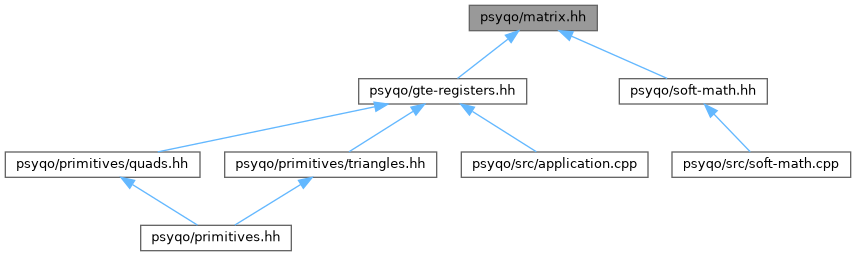 psyqo/matrix.hh
psyqo/gte-registers.hh
psyqo/soft-math.hh
psyqo/primitives/quads.hh
psyqo/primitives/triangles.hh
psyqo/src/application.cpp
psyqo/src/soft-math.cpp
psyqo/primitives.hh